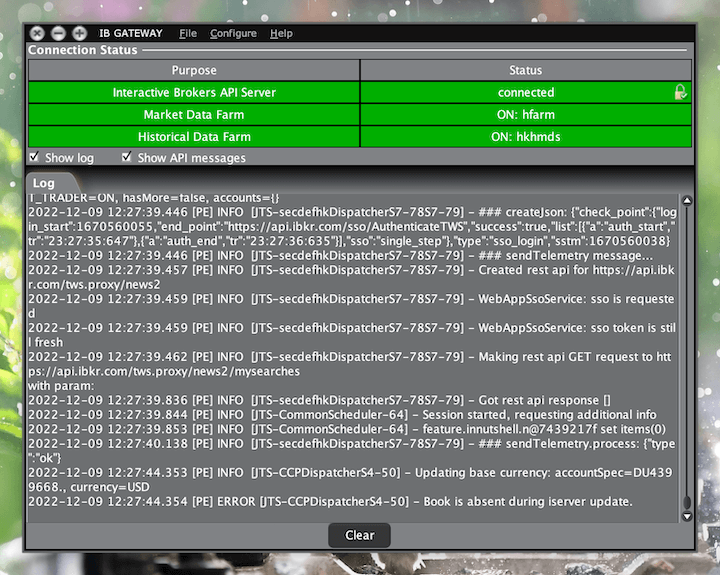 IB GATEWAY File Configure Help
Connection Status
Purpose Status
Interactive Brokers API Server connected
Market Data Farm ON: hfarm
Historical Data Farm ON: hkhmds
Show log Show API messages
Log
T_TRADER=ON, hasMore=false, accounts={}
2022-12-09 12:27:39.446 [PE] INFO [JTS-secdefhkDispatcherS7-78S7-79] - ### createJson: {"check_point":{"log
in_start":1670560055,"end_point":"https://api.ibkr.com/sso/AuthenticateTWS","success":true,"list":[{"a":"auth_start","
tr":"23:27:35:647"},{"a":"auth_end","tr":"23:27:36:635"}],"sso":"single_step"},"type":"sso_login","sstm":1670560038}
2022-12-09 12:27:39.446 [PE] INFO [JTS-secdefhkDispatcherS7-78S7-79] - ### sendTelemetry message...
2022-12-09 12:27:39.457 [PE] INFO [JTS-secdefhkDispatcherS7-78S7-79] - Created rest api for https://api.ibk
r.com/tws.proxy/news2
2022-12-09 12:27:39.459 [PE] INFO [JTS-secdefhkDispatcherS7-78S7-79] - WebAppSsoService: sso is requeste
d
2022-12-09 12:27:39.459 [PE] INFO [JTS-secdefhkDispatcherS7-78S7-79] - WebAppSsoService: sso token is stil
l fresh
2022-12-09 12:27:39.462 [PE] INFO [JTS-secdefhkDispatcherS7-78S7-79] - Making rest api GET request to htt
ps://api.ibkr.com/tws.proxy/news2/mysearches
with param:
2022-12-09 12:27:39.836 [PE] INFO [JTS-secdefhkDispatcherS7-78S7-79] - Got rest api response []
2022-12-09 12:27:39.844 [PE] INFO [JTS-CommonScheduler-64] - Session started, requesting additional info
2022-12-09 12:27:39.853 [PE] INFO [JTS-CommonScheduler-64] - feature.innutshell.n@7439217f set items(0)
2022-12-09 12:27:40.138 [PE] INFO [JTS-secdefhkDispatcherS7-78S7-79] - ### sendTelemetry.process: {"type
":"ok"}
2022-12-09 12:27:44.353 [PE] INFO [JTS-CCPDispatcherS4-50] - Updating base currency: accountSpec=DU439
9668., currency=USD
2022-12-09 12:27:44.354 [PE] ERROR [JTS-CCPDispatcherS4-50] - Book is absent during iserver update.
Clear